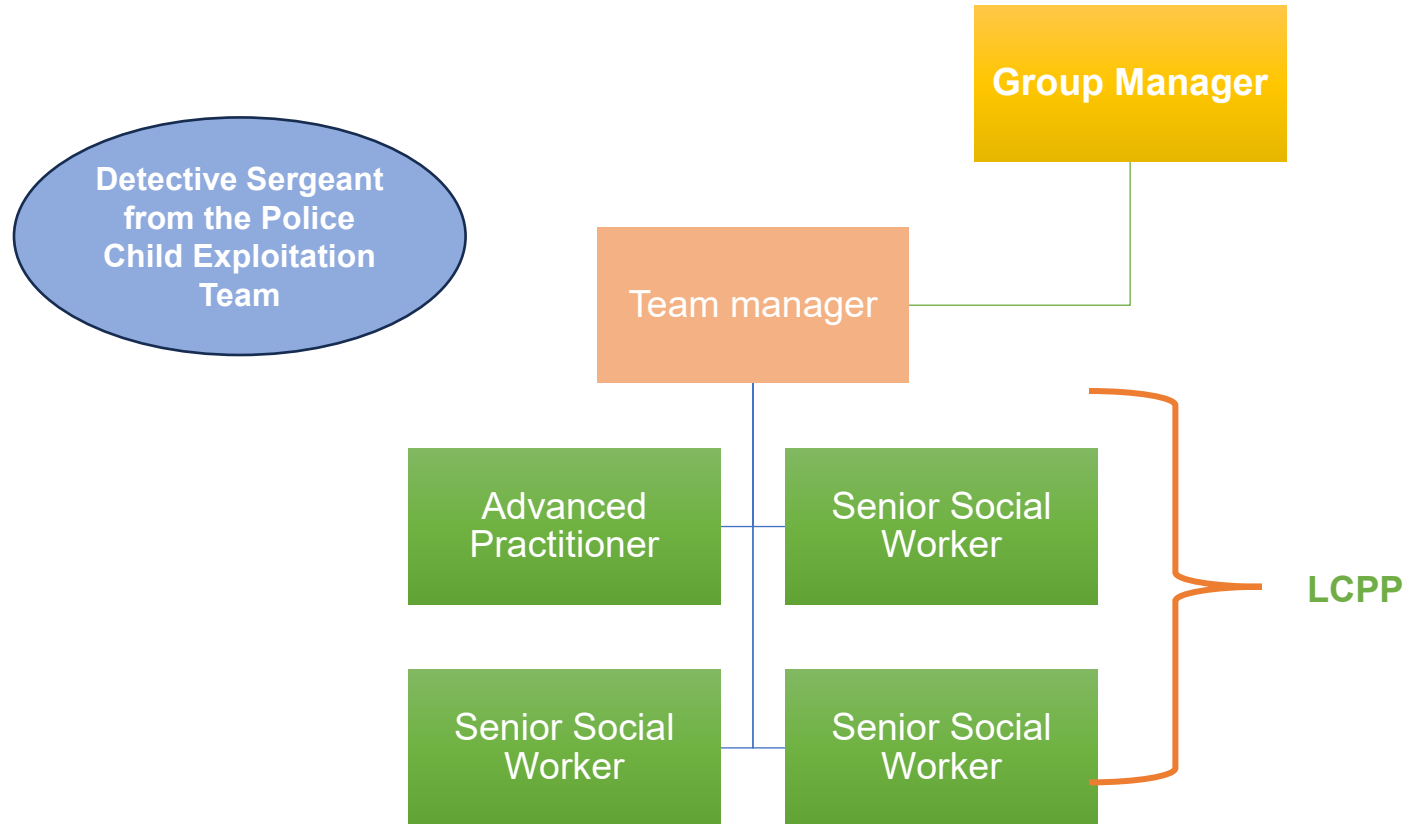 Group Manager
Detective Sergeant
from the Police
Child Exploitation
Team
Team manager
Advanced
Practitioner
Senior Social
Worker
LCPP
Senior Social
Worker
Senior Social
Worker